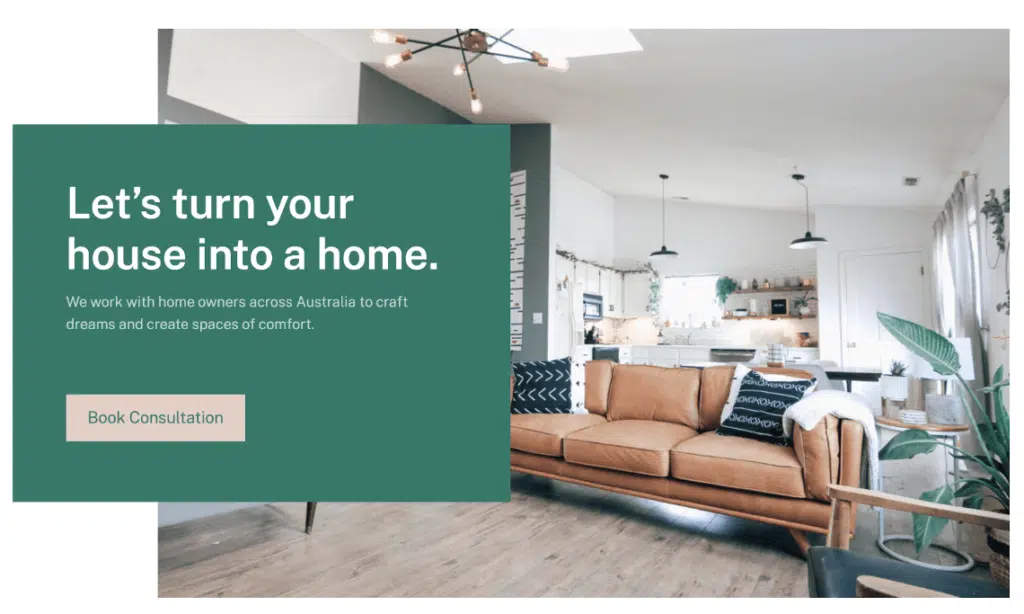 Let’s turn your
house into a home.
We work with home owners across Australia to craft
dreams and create spaces of comfort.
Book Consultation